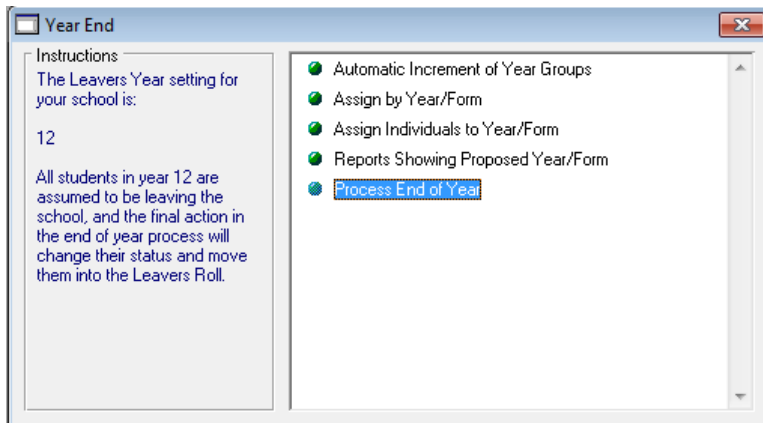 Year End
Instructions
The Leavers Year setting for
your school is:
12
All students in year 12 are
assumed to be leaving the
school, and the final action in
the end of year process will
change their status and move
them into the Leavers Roll.
Automatic Increment of Year Groups
Assign by Year/Form
Assign Individuals to Year/Form
Reports Showing Proposed Year/Form
Process End of Year